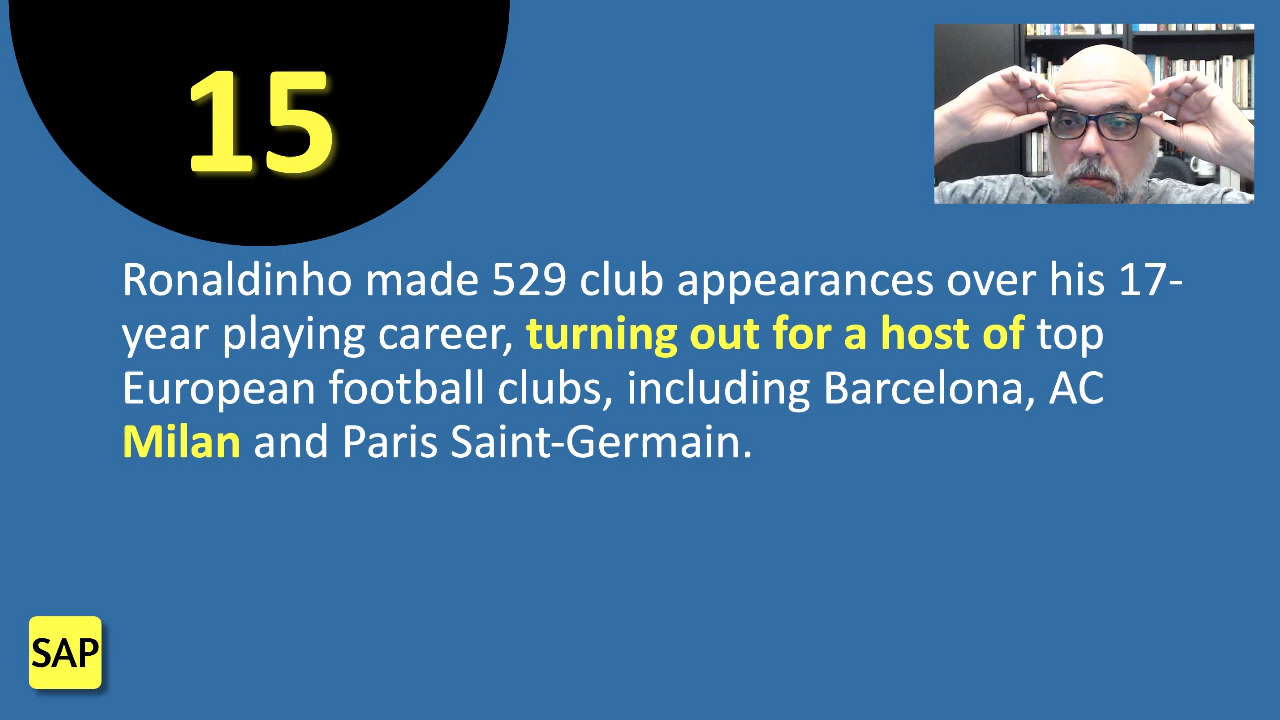 15
Ronaldinho made 529 club appearances over his 17-
year playing career, turning out for a host of top
European football clubs, including Barcelona, AC
Milan and Paris Saint-Germain.
SAP